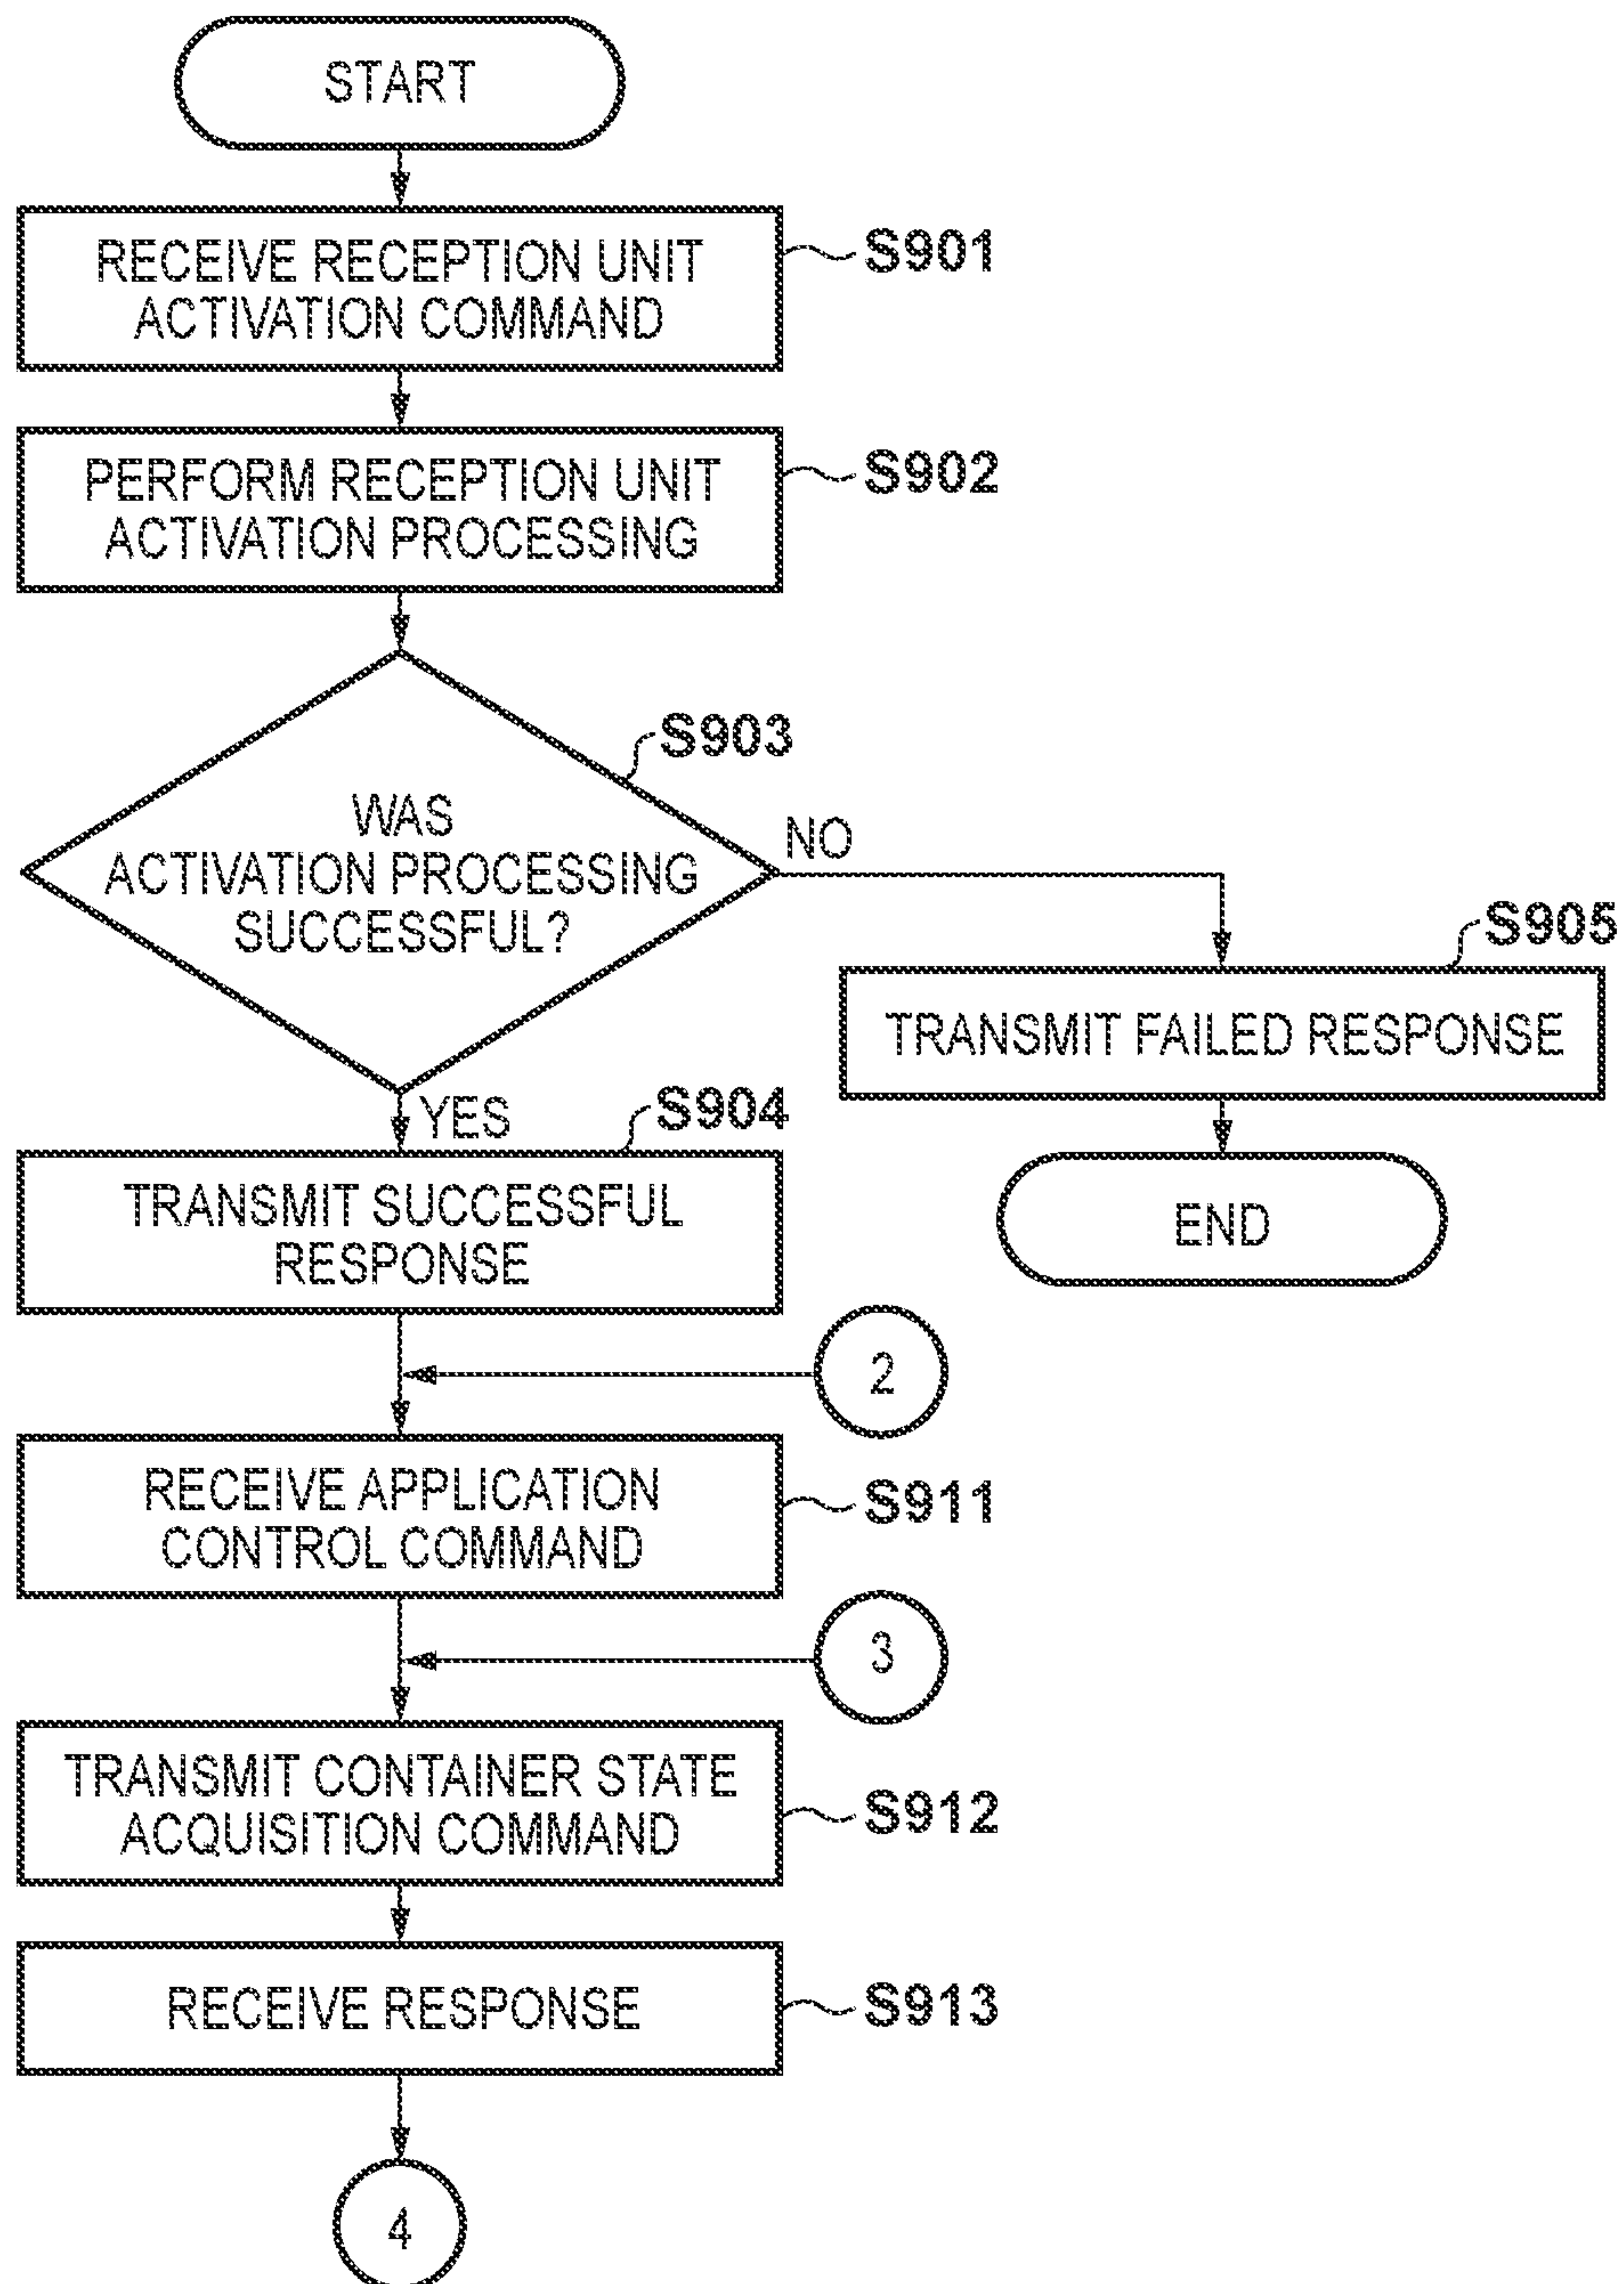 START
RECEIVE RECEPTION UNIT
ACTIVATION COMMAND
S901
PERFORM RECEPTION UNIT
ACTIVATION PROCESSING
S902
S903
WAS
ACTIVATION PROCESSING
SUCCESSFUL?
NO
S905
TRANSMIT FAILED RESPONSE
END
YES
S904
TRANSMIT SUCCESSFUL
RESPONSE
2
RECEIVE APPLICATION
CONTROL COMMAND
S911
3
TRANSMIT CONTAINER STATE
ACQUISITION COMMAND
S912
RECEIVE RESPONSE
S913
4